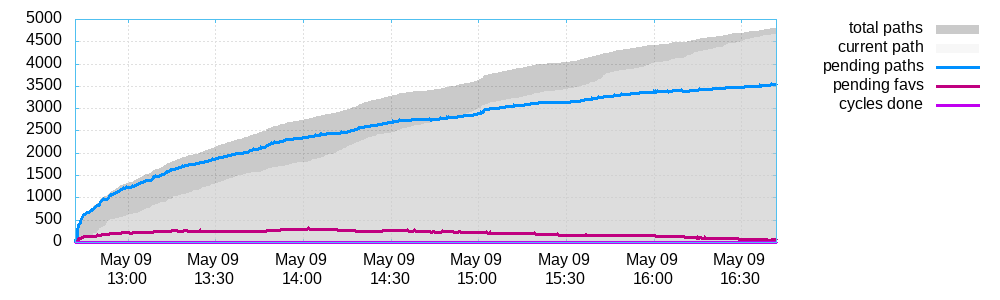 5000
4500
4000
3500
3000
2500
2000
1500
1000
500
0
May 09
13:00
May 09
13:30
May 09
14:00
May 09
14:30
May 09
15:00
May 09
15:30
May 09
16:00
May 09
16:30
total paths
current path
pending paths
pending favs
cycles done